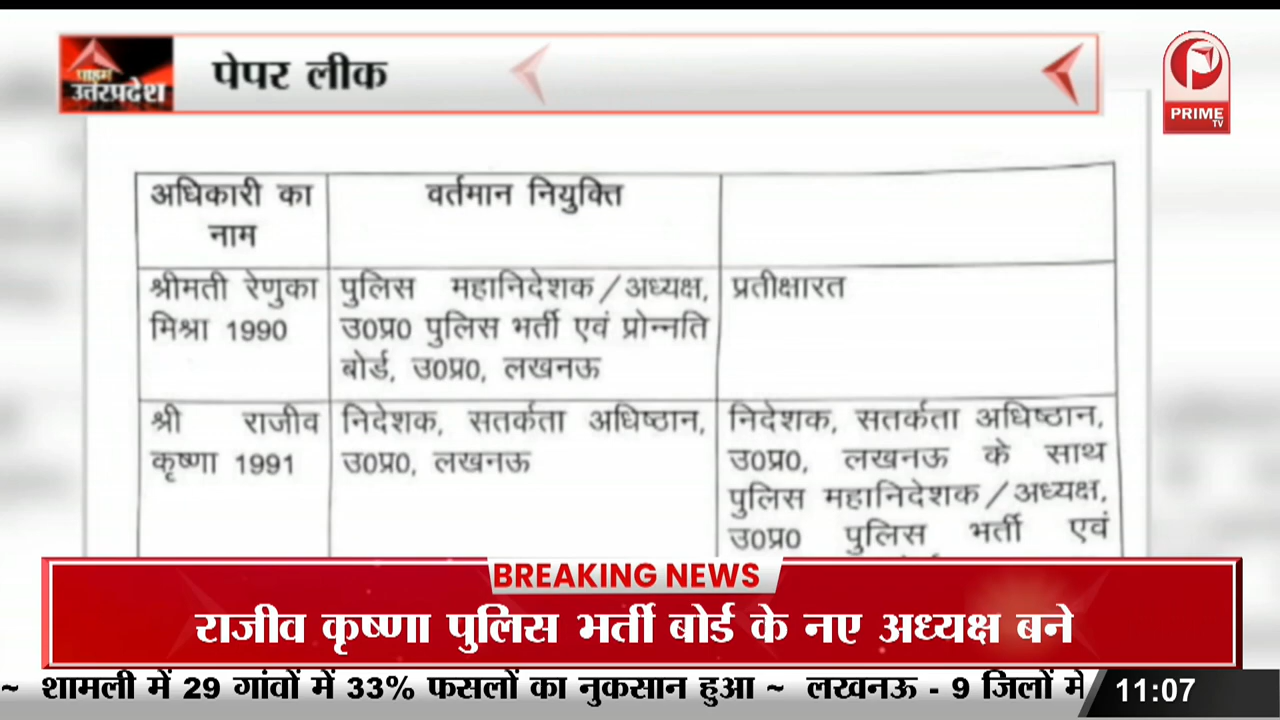 प्राइम
उत्तरप्रदेश
पेपर लीक
PRIME
TV
अधिकारी का
नाम
वर्तमान नियुक्ति
श्रीमती रेणुका
मिश्रा 1990
पुलिस महानिदेशक/अध्यक्ष,
उ0प्र0 पुलिस भर्ती एवं प्रोन्नति
बोर्ड, उ0प्र0, लखनऊ
प्रतीक्षारत
श्री राजीव
कृष्णा 1991
निदेशक, सतर्कता अधिष्ठान,
उ0प्र0, लखनऊ
निदेशक, सतर्कता अधिष्ठान,
उ0प्र0, लखनऊ के साथ
पुलिस महानिदेशक/अध्यक्ष,
उ0प्र0 पुलिस भर्ती एवं
BREAKING NEWS
राजीव कृष्णा पुलिस भर्ती बोर्ड के नए अध्यक्ष बने
~ शामली में 29 गांवों में 33% फसलों का नुकसान हुआ ~ लखनऊ - 9 जिलों में
11:07